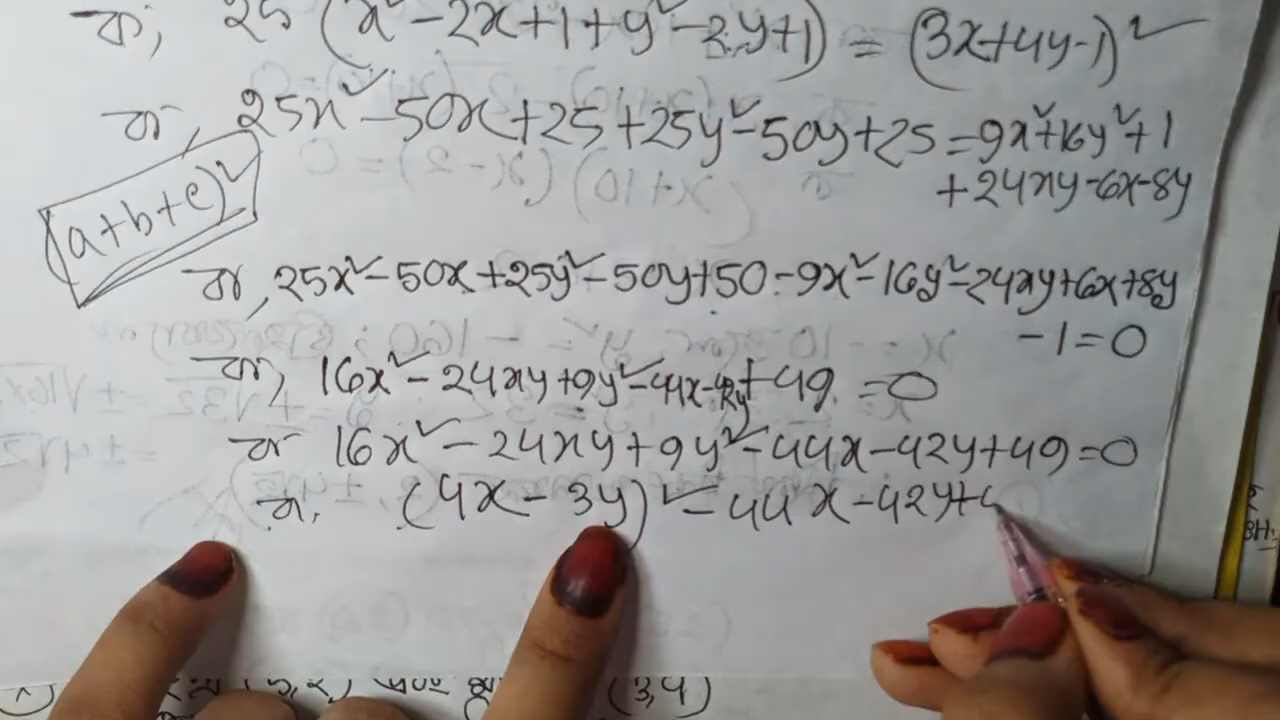 বা, 25 (x² - 2x + 1 + y² - 2y + 1) = (3x + 4y - 1)²
বা, 25x² - 50x + 25 + 25y² - 50y + 25 = 9x² + 16y² + 1
+ 24xy - 6x - 8y
(a + b + c)²
বা, 25x² - 50x + 25y² - 50y + 50 - 9x² - 16y² - 24xy + 6x + 8y
- 1 = 0
বা, 16x² - 24xy + 9y² - 44x - 42y + 49 = 0
বা 16x² - 24xy + 9y² - 44x - 42y + 49 = 0
বা, (4x - 3y)² - 44x - 42y + 4
(3,4)